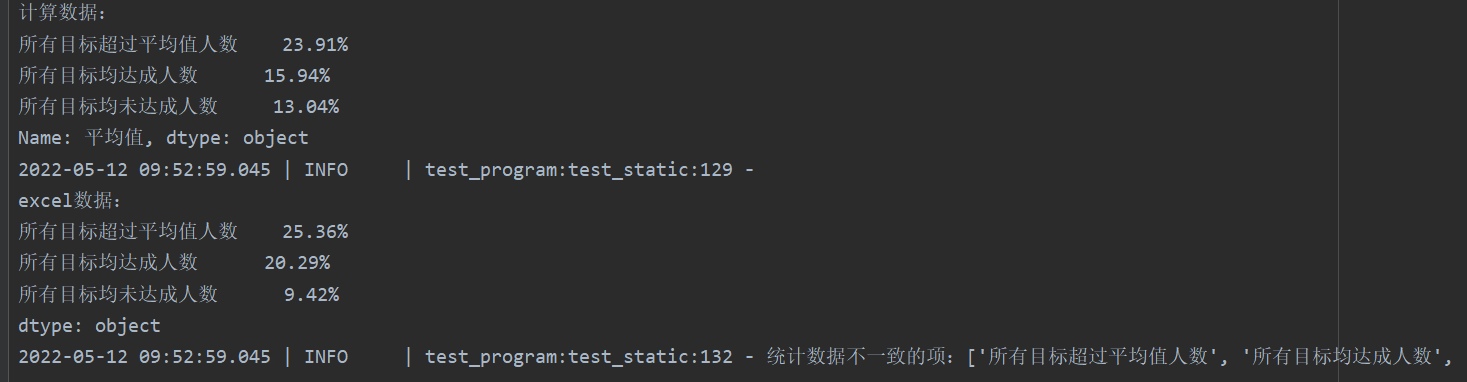 计算数据：
所有目标超过平均值人数    23.91%
所有目标均达成人数      15.94%
所有目标均未达成人数     13.04%
Name: 平均值, dtype: object
2022-05-12 09:52:59.045 | INFO     | test_program:test_static:129 -
excel数据：
所有目标超过平均值人数    25.36%
所有目标均达成人数      20.29%
所有目标均未达成人数      9.42%
dtype: object
2022-05-12 09:52:59.045 | INFO     | test_program:test_static:132 - 统计数据不一致的项：['所有目标超过平均值人数', '所有目标均达成人数',